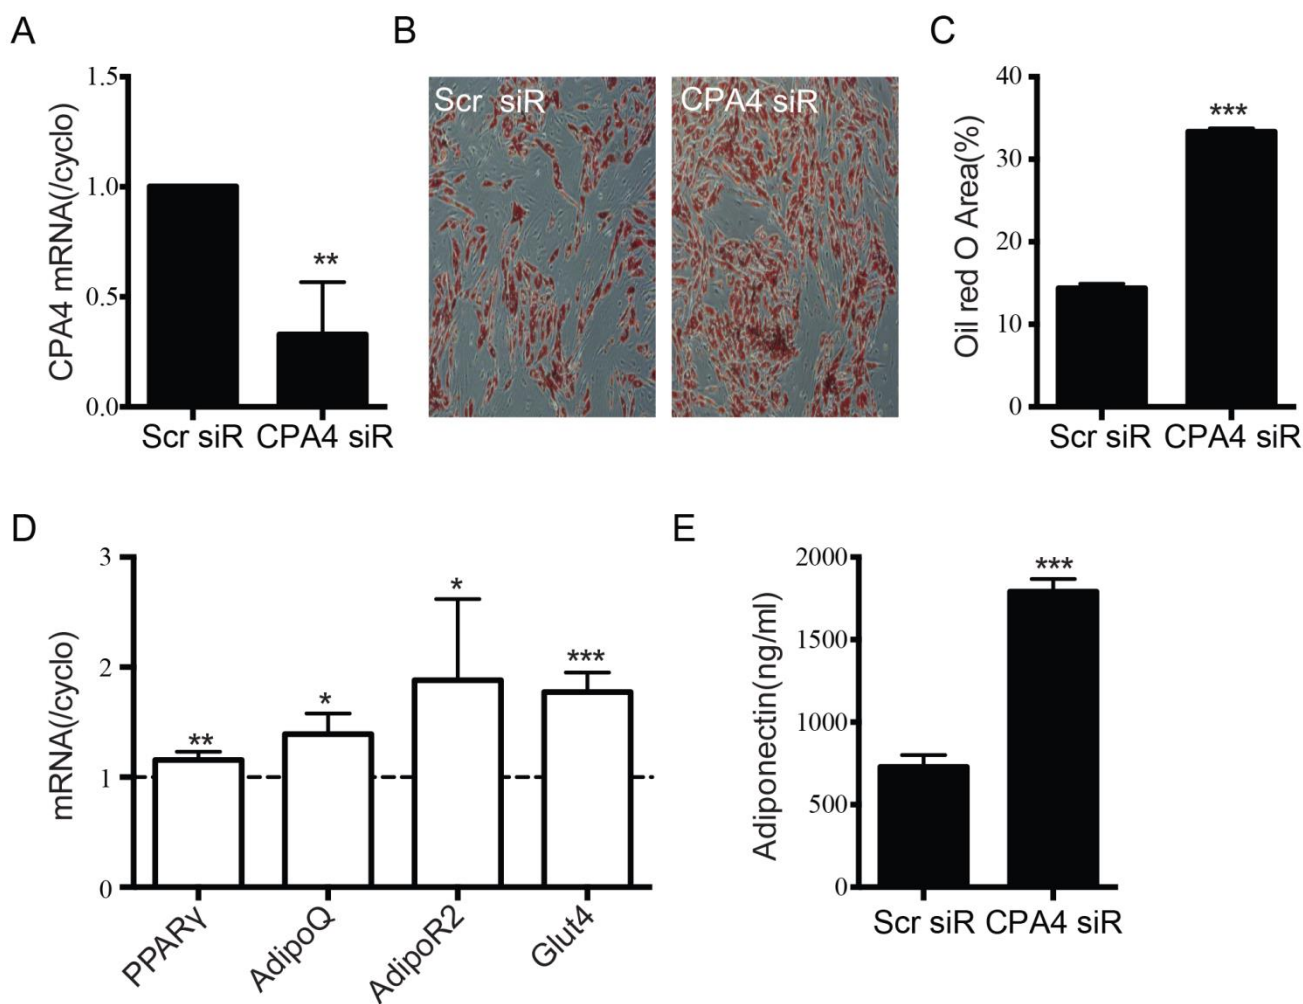 A
CPA4 mRNA(/cyclo)
1.5
1.0
0.5
0.0
**
Scr siR
CPA4 siR
B
Scr siR
CPA4 siR
C
Oil red O Area(%)
40
30
20
10
0
***
Scr siR
CPA4 siR
D
mRNA(/cyclo)
3
2
1
0
**
*
*
***
PPARγ
AdipoQ
AdipoR2
Glut4
E
Adiponectin(ng/ml)
2000
1500
1000
500
0
***
Scr siR
CPA4 siR